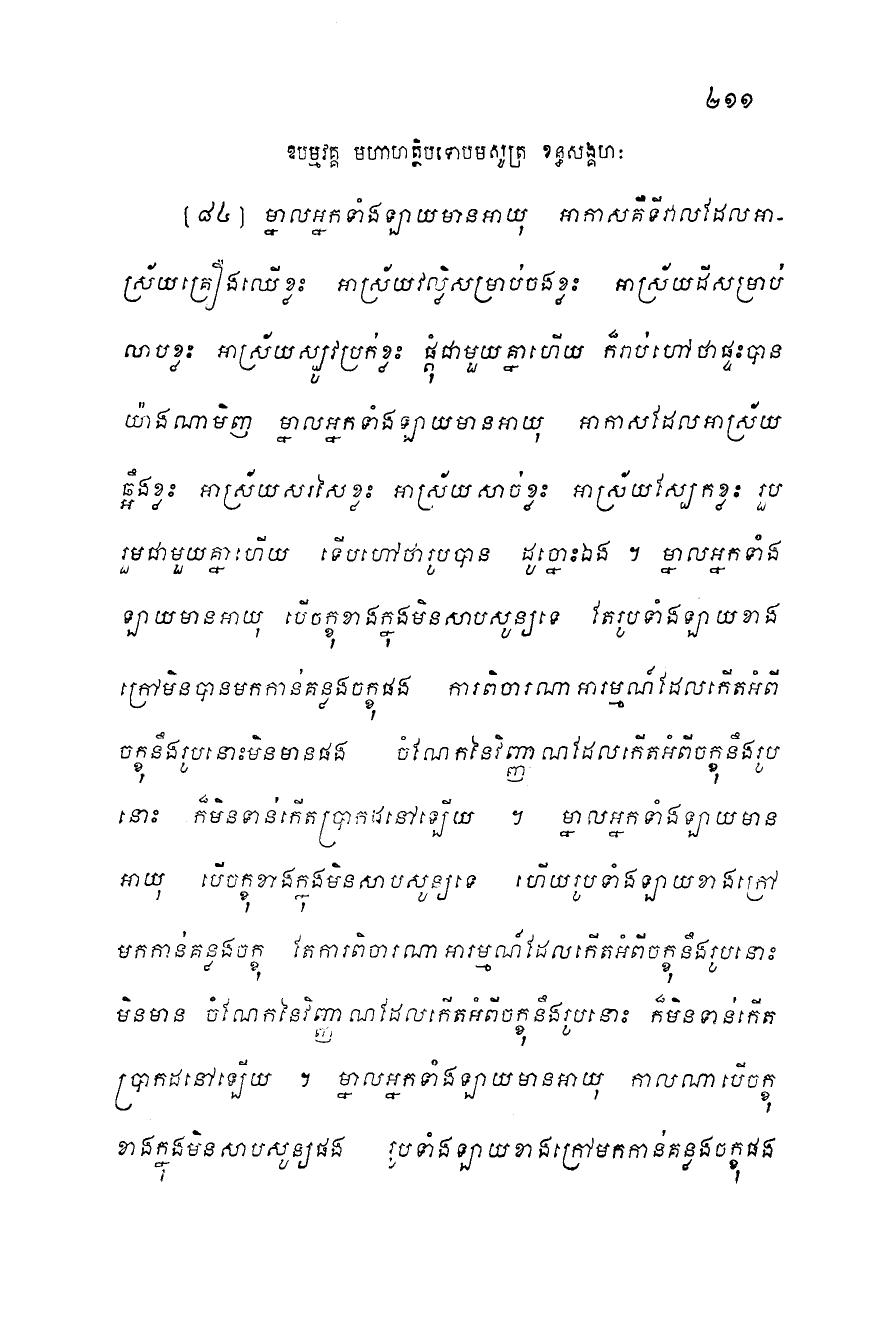 ២១១
ឱបម្មវគ្គ មហាហត្ថិបទោបមសូត្រ ខន្ធសង្គហៈ
[៨៤] ម្នាលអ្នកទាំងឡាយមានអាយុ អាកាសគឺទីវាលដែលអា-
ស្រ័យគ្រឿងឈើខ្លះ អាស្រ័យវល្លិ៍សម្រាប់ចងខ្លះ អាស្រ័យដីសម្រាប់
លាបខ្លះ អាស្រ័យស្បូវប្រក់ខ្លះ ផ្គុំជាមួយគ្នាហើយ ក៏រាប់ហៅថាផ្ទះបាន
យ៉ាងណាមិញ ម្នាលអ្នកទាំងឡាយមានអាយុ អាកាសដែលអាស្រ័យ
ឆ្អឹងខ្លះ អាស្រ័យសរសៃខ្លះ អាស្រ័យសាច់ខ្លះ អាស្រ័យស្បែកខ្លះ រួប
រួមជាមួយគ្នាហើយ ទើបហៅថារូបបាន ដូច្នោះឯង ។ ម្នាលអ្នកទាំង
ឡាយមានអាយុ បើចក្ខុខាងក្នុងមិនសាបសូន្យទេ តែរូបទាំងឡាយខាង
ក្រៅមិនបានមកកាន់គន្លងចក្ខុផង ការពិចារណាអារម្មណ៍ដែលកើតអំពី
ចក្ខុនឹងរូបនោះមិនមានផង ចំណែកនៃវិញ្ញាណដែលកើតអំពីចក្ខុនឹងរូប
នោះ ក៏មិនទាន់កើតប្រាកដនៅឡើយ ។ ម្នាលអ្នកទាំងឡាយមាន
អាយុ បើចក្ខុខាងក្នុងមិនសាបសូន្យទេ ហើយរូបទាំងឡាយខាងក្រៅ
មកកាន់គន្លងចក្ខុ តែការពិចារណាអារម្មណ៍ដែលកើតអំពីចក្ខុនឹងរូបនោះ
មិនមាន ចំណែកនៃវិញ្ញាណដែលកើតអំពីចក្ខុនឹងរូបនោះ ក៏មិនទាន់កើត
ប្រាកដនៅឡើយ ។ ម្នាលអ្នកទាំងឡាយមានអាយុ កាលណាបើចក្ខុ
ខាងក្នុងមិនសាបសូន្យផង រូបទាំងឡាយខាងក្រៅមកកាន់គន្លងចក្ខុផង